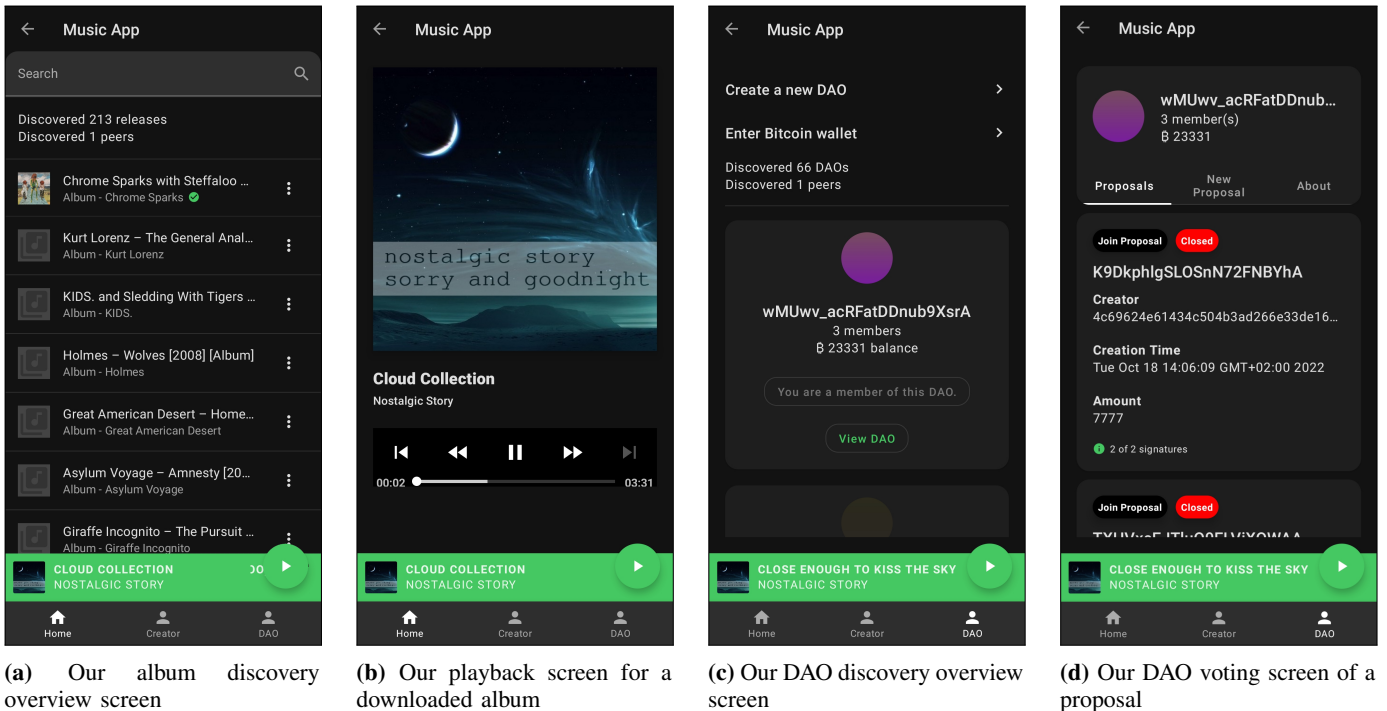 Music App
Search
Discovered 213 releases
Discovered 1 peers
Chrome Sparks with Steffaloo ...
Album - Chrome Sparks
Kurt Lorenz – The General Anal...
Album - Kurt Lorenz
KIDS. and Sledding With Tigers ...
Album - KIDS.
Holmes – Wolves [2008] [Album]
Album - Holmes
Great American Desert – Home...
Album - Great American Desert
Asylum Voyage – Amnesty [20...
Album - Asylum Voyage
Giraffe Incognito – The Pursuit ...
Album - Giraffe Incognito
CLOUD COLLECTION
NOSTALGIC STORY
Home Creator DAO
(a) Our album discovery
overview screen
Music App
nostalgic story
sorry and goodnight
Cloud Collection
Nostalgic Story
00:02 03:31
CLOUD COLLECTION
NOSTALGIC STORY
Home Creator DAO
(b) Our playback screen for a
downloaded album
Music App
Create a new DAO
Enter Bitcoin wallet
Discovered 66 DAOs
Discovered 1 peers
wMUwv_acRFatDDnub9XsrA
3 members
₿ 23331 balance
You are a member of this DAO.
View DAO
CLOSE ENOUGH TO KISS THE SKY
NOSTALGIC STORY
Home Creator DAO
(c) Our DAO discovery overview
screen
Music App
wMUwv_acRFatDDnub...
3 member(s)
₿ 23331
Proposals New Proposal About
Join Proposal Closed
K9DkphlgSLOSnN72FNBYhA
Creator
4c69624e61434c504b3ad266e33de16...
Creation Time
Tue Oct 18 14:06:09 GMT+02:00 2022
Amount
7777
2 of 2 signatures
Join Proposal Closed
CLOSE ENOUGH TO KISS THE SKY
NOSTALGIC STORY
Home Creator DAO
(d) Our DAO voting screen of a
proposal